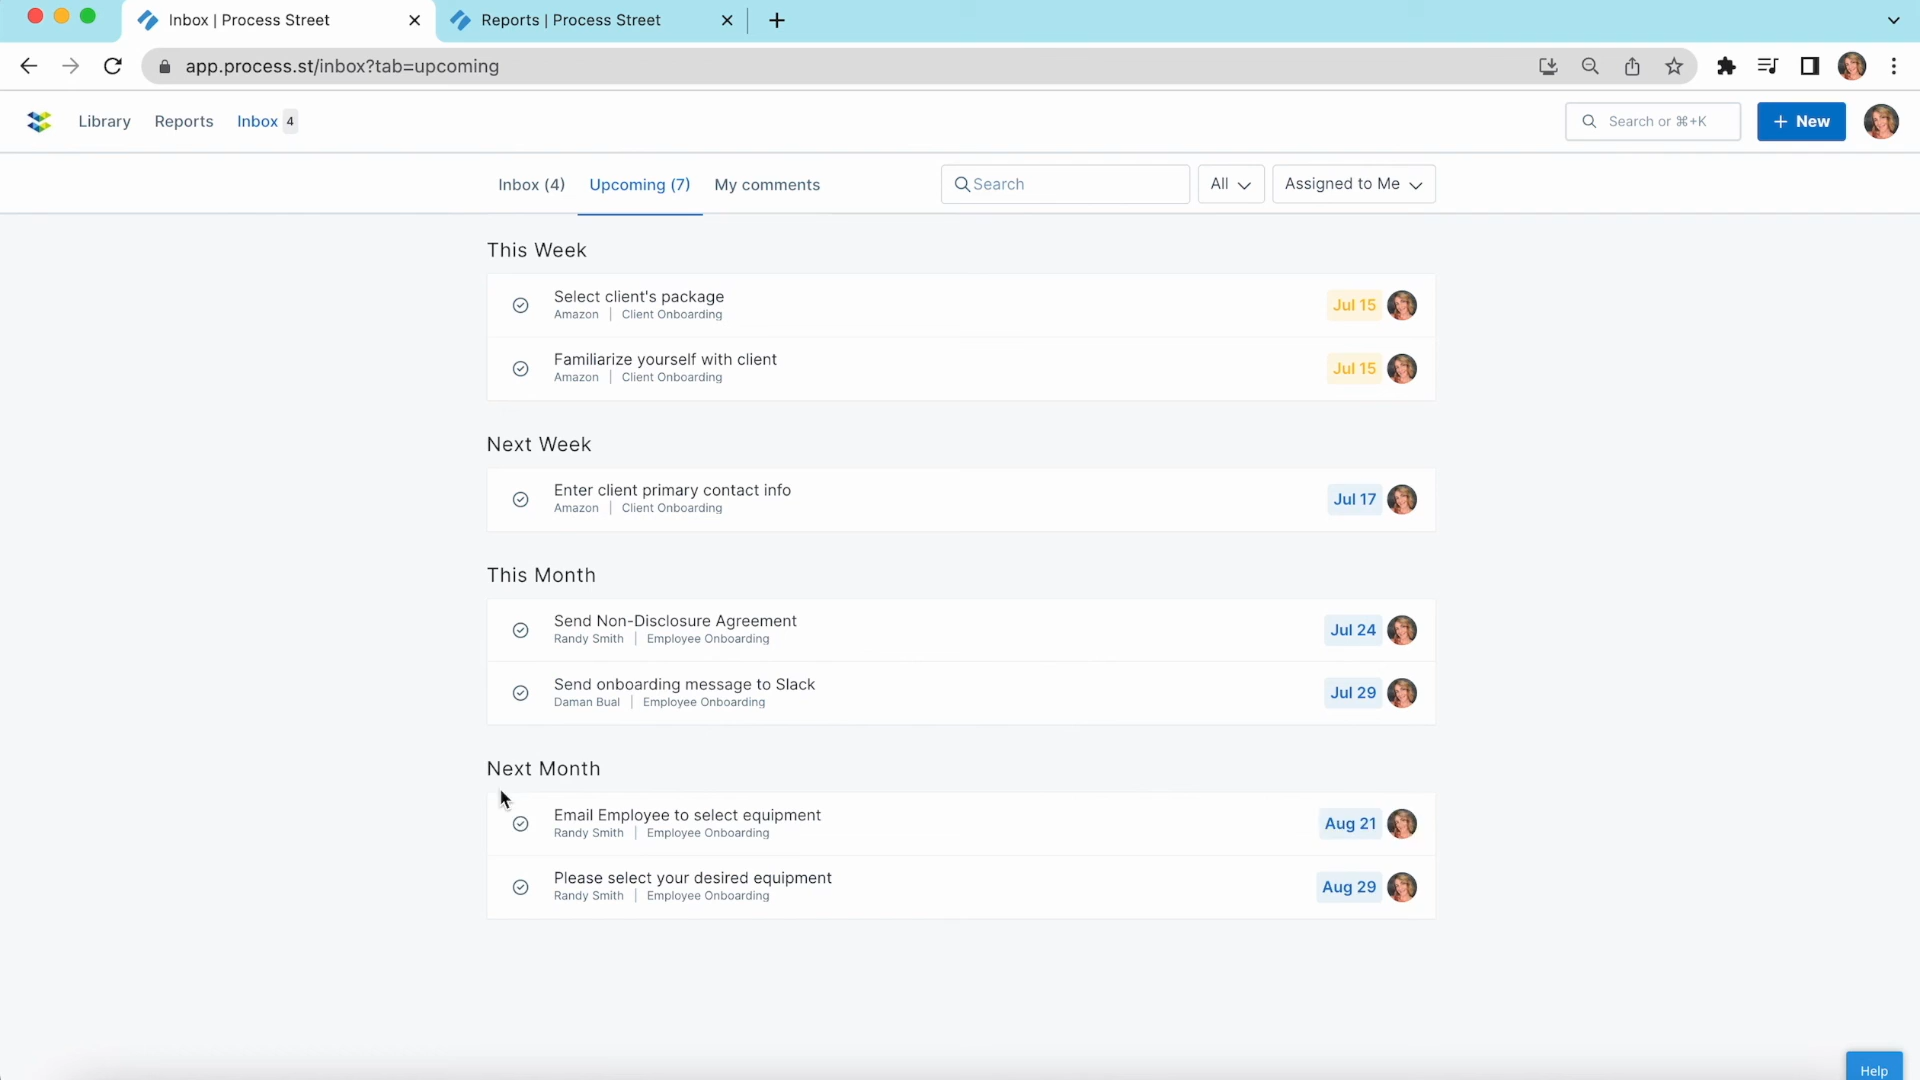 Inbox | Process Street
Reports | Process Street
app.process.st/inbox?tab=upcoming
Library
Reports
Inbox 4
Search or ⌘+K
+ New
Inbox (4)
Upcoming (7)
My comments
Search
All
Assigned to Me
This Week
Select client's package
Amazon | Client Onboarding
Jul 15
Familiarize yourself with client
Amazon | Client Onboarding
Jul 15
Next Week
Enter client primary contact info
Amazon | Client Onboarding
Jul 17
This Month
Send Non-Disclosure Agreement
Randy Smith | Employee Onboarding
Jul 24
Send onboarding message to Slack
Daman Bual | Employee Onboarding
Jul 29
Next Month
Email Employee to select equipment
Randy Smith | Employee Onboarding
Aug 21
Please select your desired equipment
Randy Smith | Employee Onboarding
Aug 29
Help